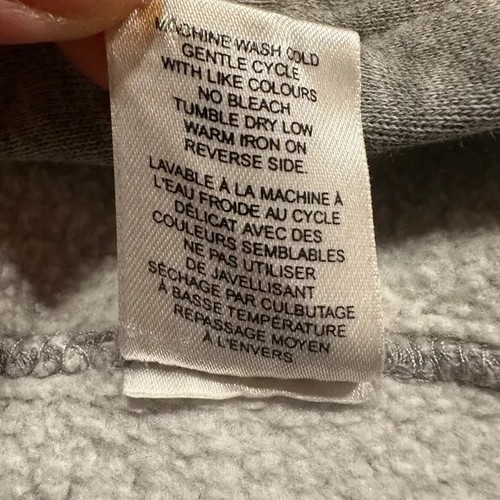 MACHINE WASH COLD
GENTLE CYCLE
WITH LIKE COLOURS
NO BLEACH
TUMBLE DRY LOW
WARM IRON ON
REVERSE SIDE.
LAVABLE À LA MACHINE À
L'EAU FROIDE AU CYCLE
DÉLICAT AVEC DES
COULEURS SEMBLABLES
NE PAS UTILISER
DE JAVELLISANT
SÉCHAGE PAR CULBUTAGE
À BASSE TEMPÉRATURE
REPASSAGE MOYEN
À L'ENVERS